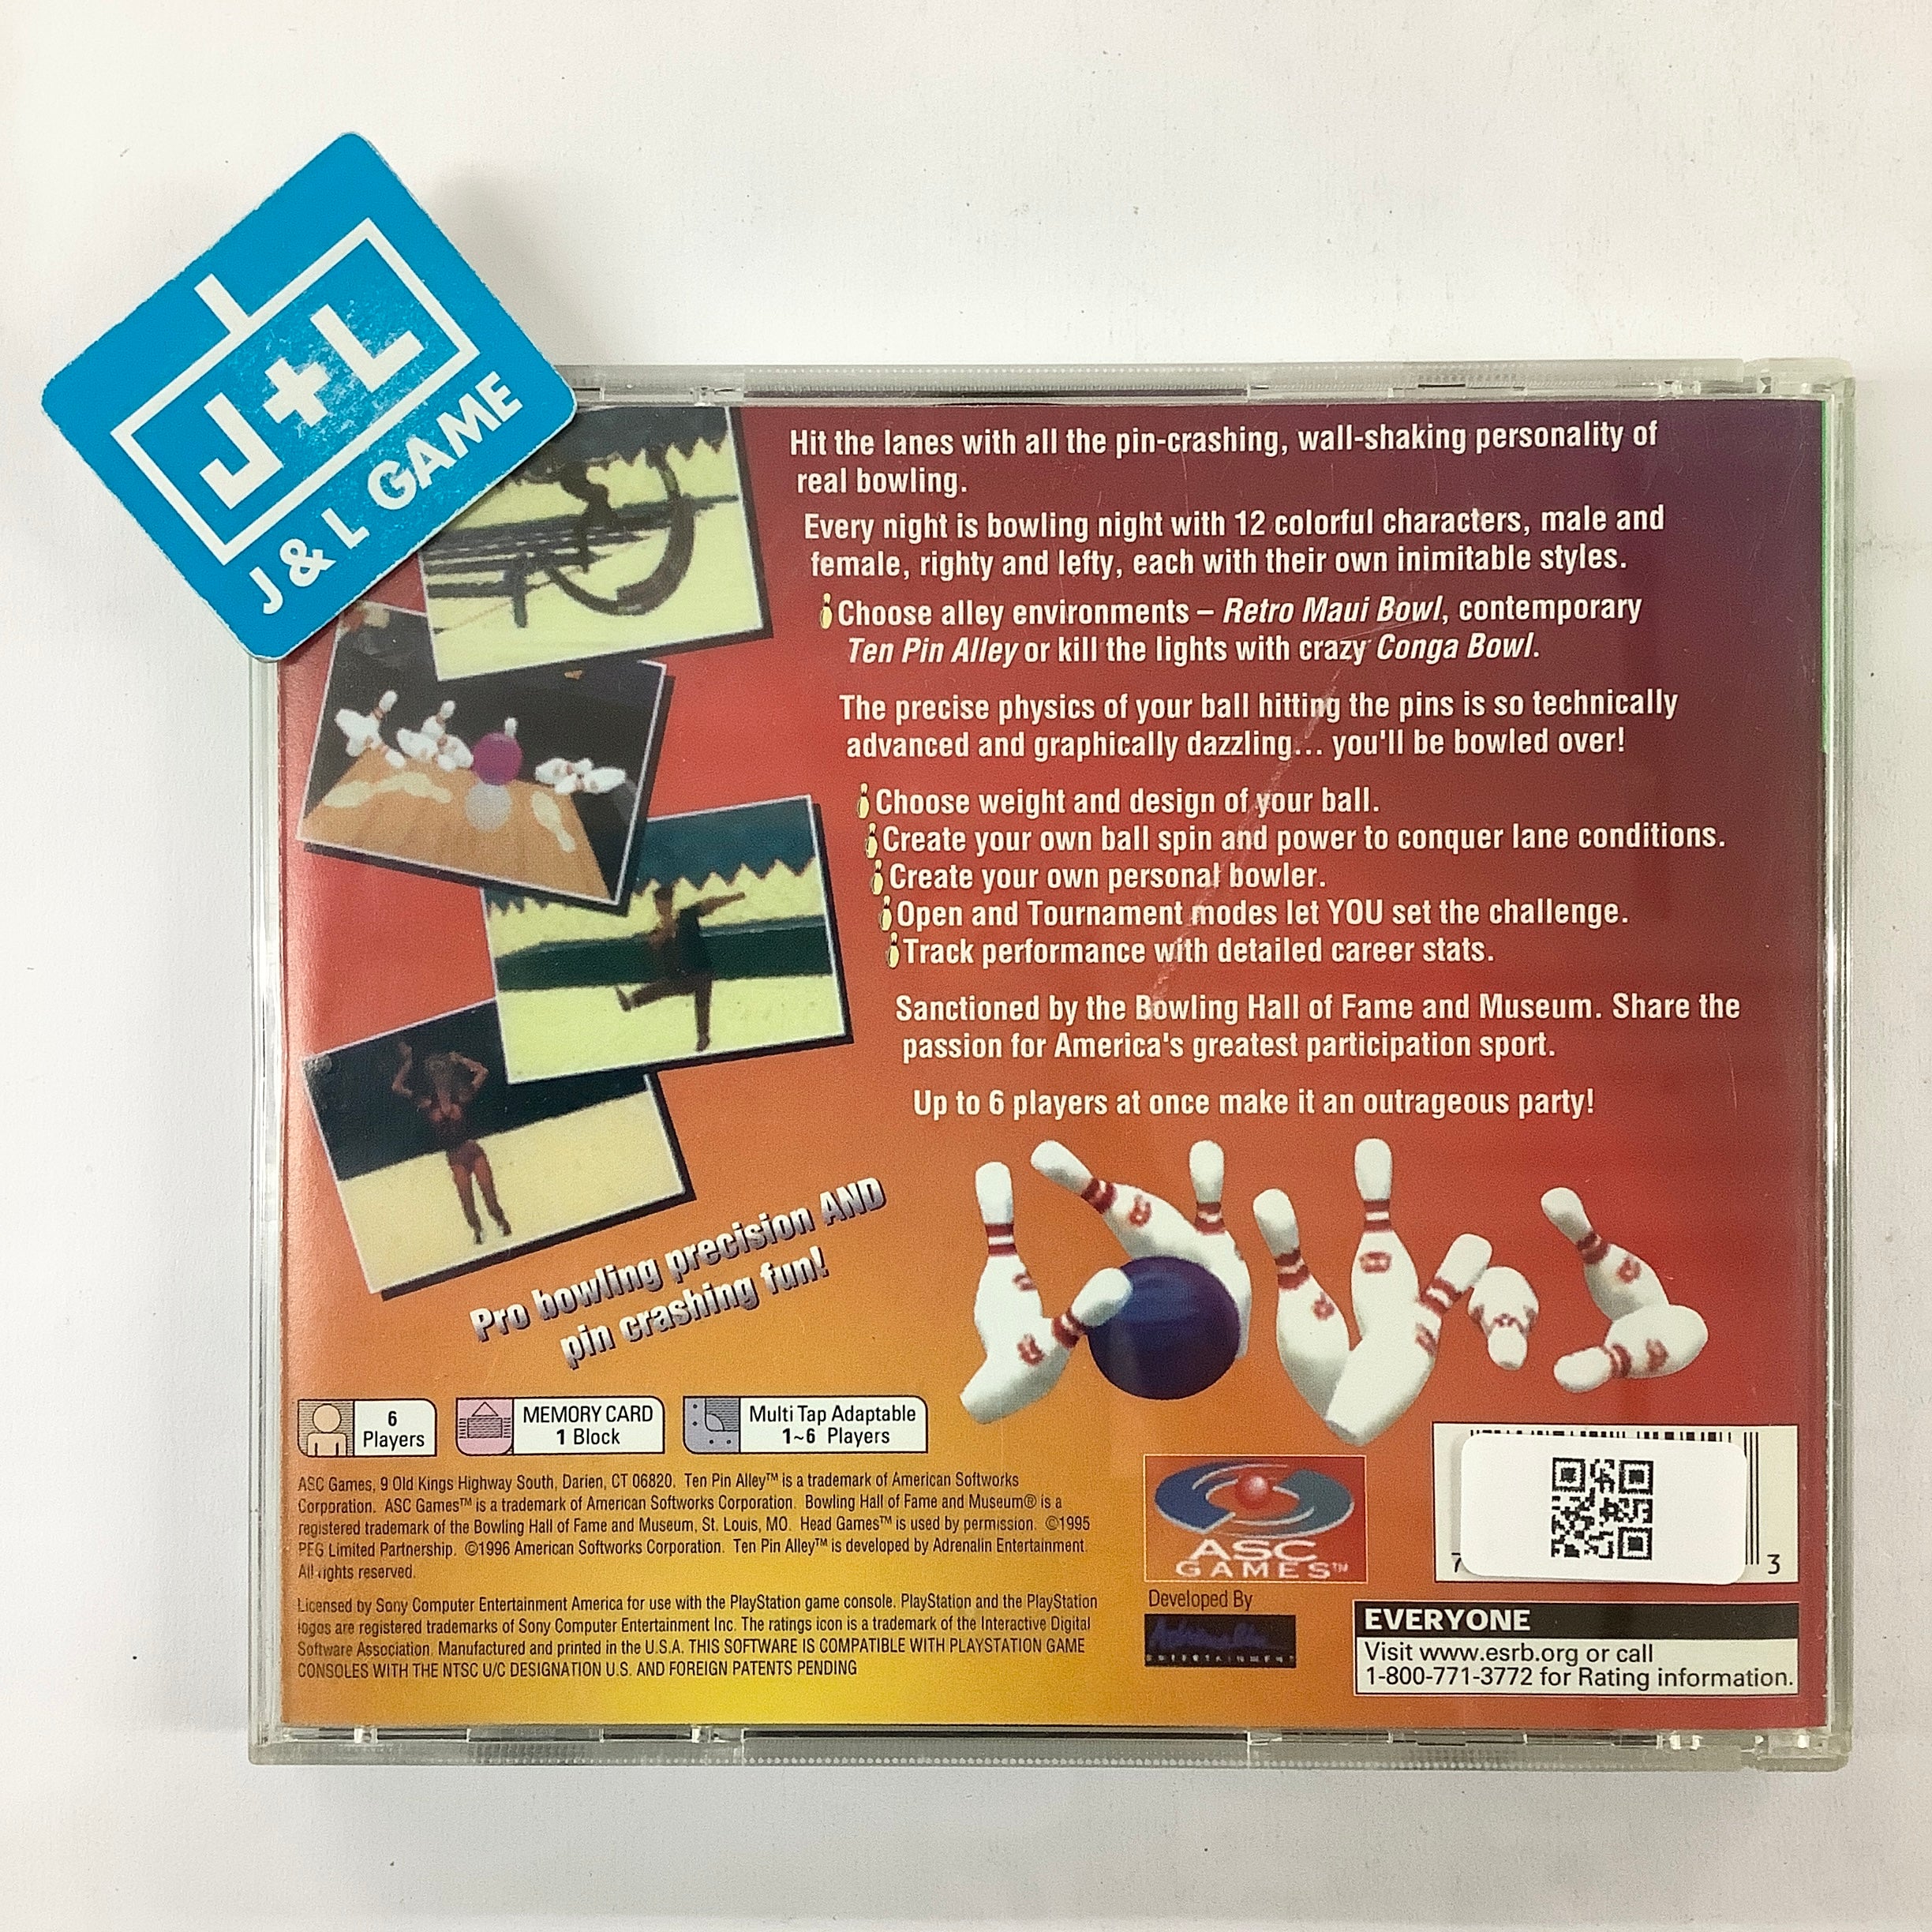 J+L
J & L GAME
Hit the lanes with all the pin-crashing, wall-shaking personality of
real bowling.
Every night is bowling night with 12 colorful characters, male and
female, righty and lefty, each with their own inimitable styles.
Choose alley environments – Retro Maui Bowl, contemporary
Ten Pin Alley or kill the lights with crazy Conga Bowl.
The precise physics of your ball hitting the pins is so technically
advanced and graphically dazzling... you'll be bowled over!
Choose weight and design of your ball.
Create your own ball spin and power to conquer lane conditions.
Create your own personal bowler.
Open and Tournament modes let YOU set the challenge.
Track performance with detailed career stats.
Sanctioned by the Bowling Hall of Fame and Museum. Share the
passion for America's greatest participation sport.
Up to 6 players at once make it an outrageous party!
Pro bowling precision AND
pin crashing fun!
6
Players
MEMORY CARD
1 Block
Multi Tap Adaptable
1~6 Players
ASC Games, 9 Old Kings Highway South, Darien, CT 06820. Ten Pin Alley™ is a trademark of American Softworks
Corporation. ASC Games™ is a trademark of American Softworks Corporation. Bowling Hall of Fame and Museum® is a
registered trademark of the Bowling Hall of Fame and Museum, St. Louis, MO. Head Games™ is used by permission. ©1995
PFG Limited Partnership. ©1996 American Softworks Corporation. Ten Pin Alley™ is developed by Adrenalin Entertainment.
All rights reserved.
Licensed by Sony Computer Entertainment America for use with the PlayStation game console. PlayStation and the PlayStation
logos are registered trademarks of Sony Computer Entertainment Inc. The ratings icon is a trademark of the Interactive Digital
Software Association. Manufactured and printed in the U.S.A. THIS SOFTWARE IS COMPATIBLE WITH PLAYSTATION GAME
CONSOLES WITH THE NTSC U/C DESIGNATION U.S. AND FOREIGN PATENTS PENDING
ASC
GAMES™
Developed By
Adrenalin
ENTERTAINMENT
7 3
EVERYONE
Visit www.esrb.org or call
1-800-771-3772 for Rating information.